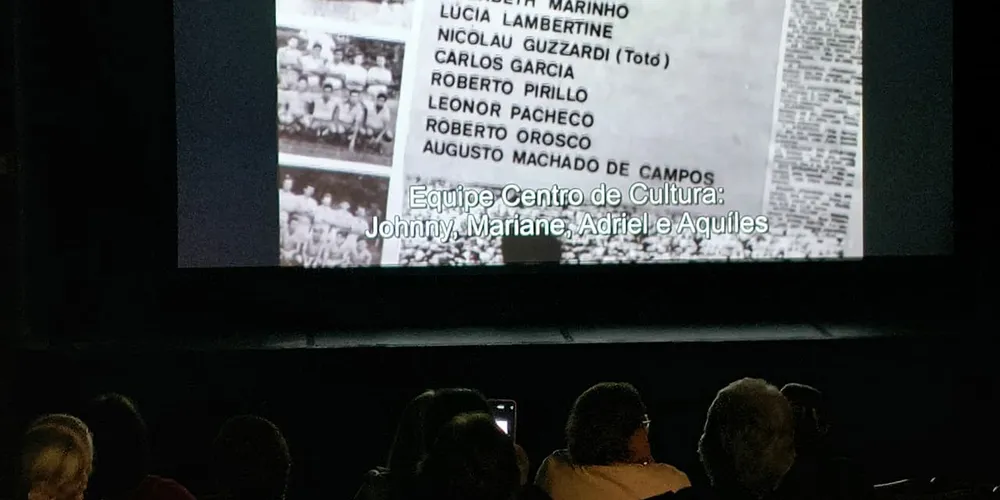 MARINHO
LÚCIA LAMBERTINE
NICOLAU GUZZARDI (Totó)
CARLOS GARCIA
ROBERTO PIRILLO
LEONOR PACHECO
ROBERTO OROSCO
AUGUSTO MACHADO DE CAMPOS
Equipe Centro de Cultura:
Johnny, Mariane, Adriel e Aquíles